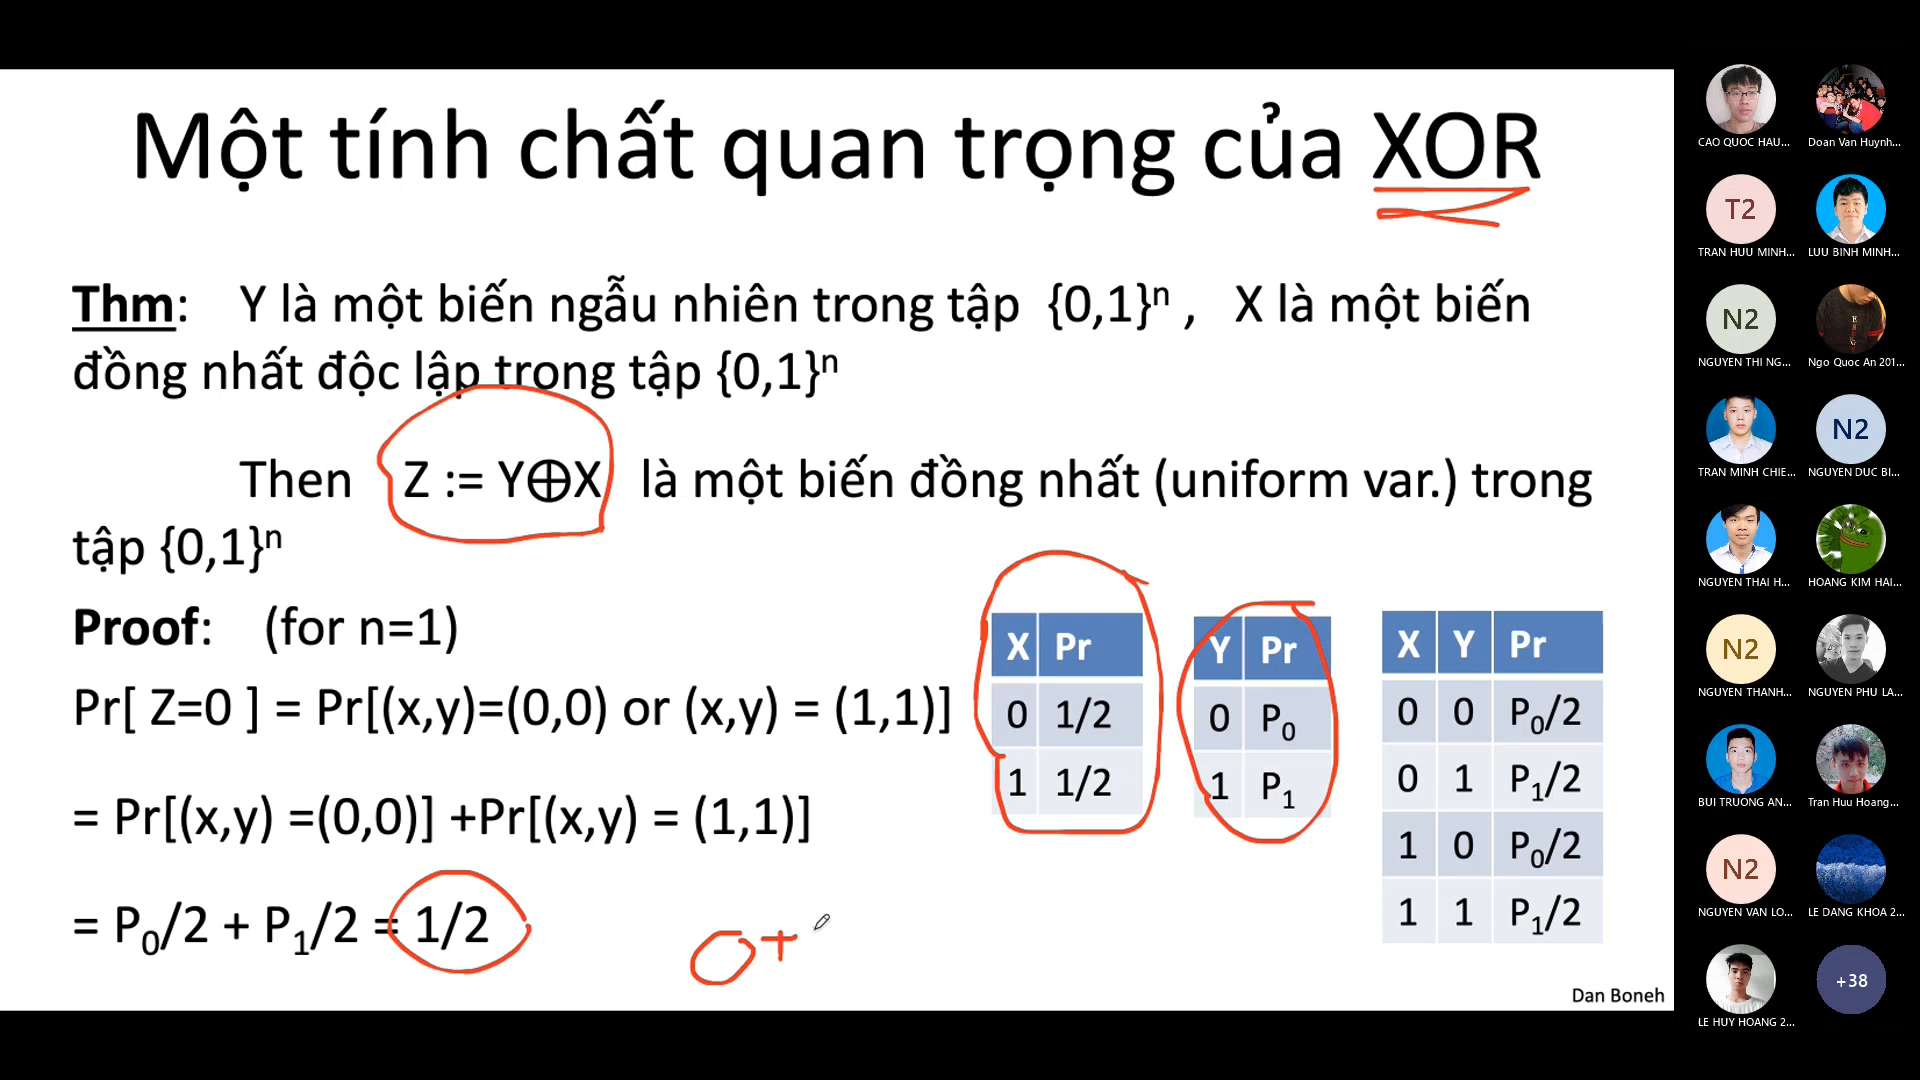 Một tính chất quan trọng của XOR
Thm: Y là một biến ngẫu nhiên trong tập {0,1}ⁿ , X là một biến
đồng nhất độc lập trong tập {0,1}ⁿ
Then Z := Y⊕X là một biến đồng nhất (uniform var.) trong
tập {0,1}ⁿ
Proof: (for n=1)
Pr[ Z=0 ] = Pr[(x,y)=(0,0) or (x,y) = (1,1)]
= Pr[(x,y) =(0,0)] +Pr[(x,y) = (1,1)]
= P₀/2 + P₁/2 = 1/2
0 +
X Pr
0 1/2
1 1/2
Y Pr
0 P₀
1 P₁
X Y Pr
0 0 P₀/2
0 1 P₁/2
1 0 P₀/2
1 1 P₁/2
Dan Boneh
CAO QUOC HAU...
Doan Van Huynh...
T2
TRAN HUU MINH...
LUU BINH MINH...
N2
NGUYEN THI NG...
Ngo Quoc An 201...
TRAN MINH CHIE...
N2
NGUYEN DUC BI...
NGUYEN THAI H...
HOANG KIM HAI...
N2
NGUYEN THANH...
NGUYEN PHU LA...
BUI TRUONG AN...
Tran Huu Hoang...
N2
NGUYEN VAN LO...
LE DANG KHOA 2...
LE HUY HOANG 2...
+38